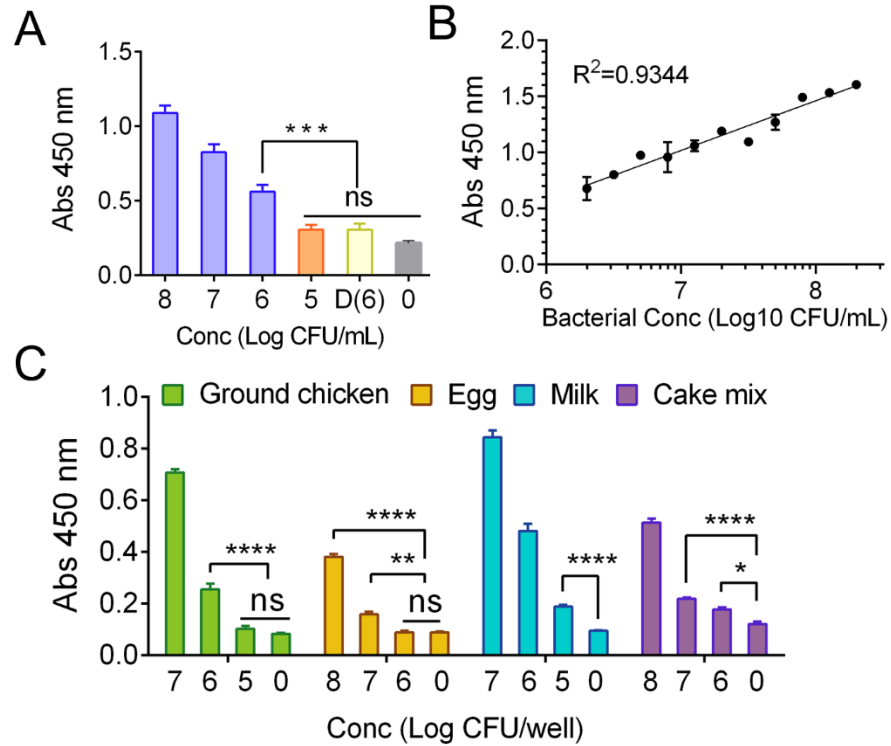 A
Abs 450 nm
1.5
1.0
0.5
0.0
***
ns
8 7 6 5 D(6) 0
Conc (Log CFU/mL)
B
Abs 450 nm
2.0
1.5
1.0
0.5
0.0
R²=0.9344
6 7 8
Bacterial Conc (Log10 CFU/mL)
C
Ground chicken Egg Milk Cake mix
Abs 450 nm
1.0
0.8
0.6
0.4
0.2
0.0
**** ns
**** ** ns
****
**** *
7 6 5 0 8 7 6 0 7 6 5 0 8 7 6 0
Conc (Log CFU/well)